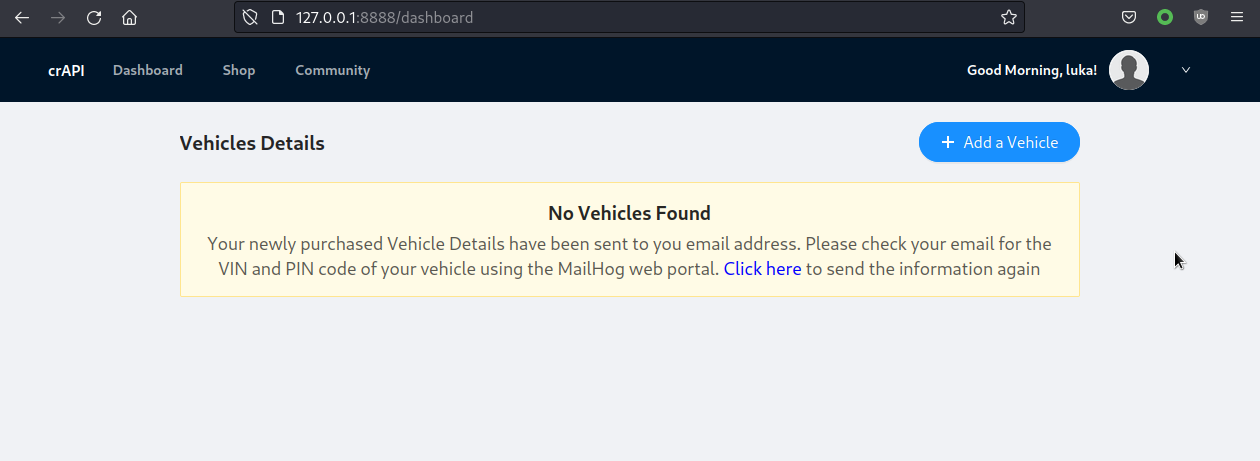 127.0.0.1:8888/dashboard
crAPI Dashboard Shop Community Good Morning, luka!
Vehicles Details + Add a Vehicle
No Vehicles Found
Your newly purchased Vehicle Details have been sent to you email address. Please check your email for the
VIN and PIN code of your vehicle using the MailHog web portal. Click here to send the information again